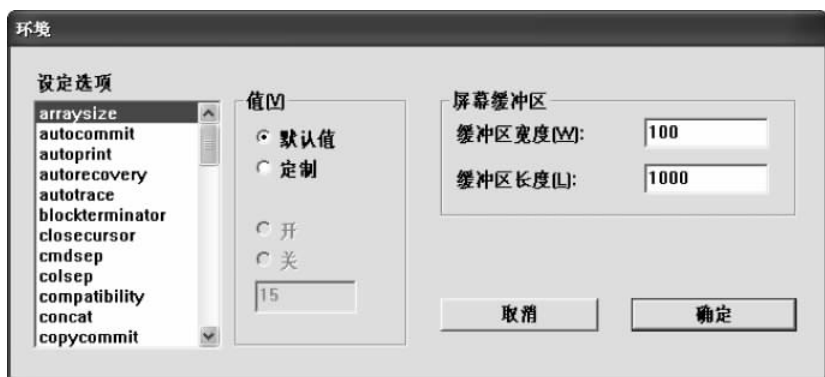 环境
设定选项
arraysize
autocommit
autoprint
autorecovery
autotrace
blockterminator
closecursor
cmdsep
colsep
compatibility
concat
copycommit
值[V]
默认值
定制
开
关
15
屏幕缓冲区
缓冲区宽度[W]:
100
缓冲区长度[L]:
1000
取消
确定